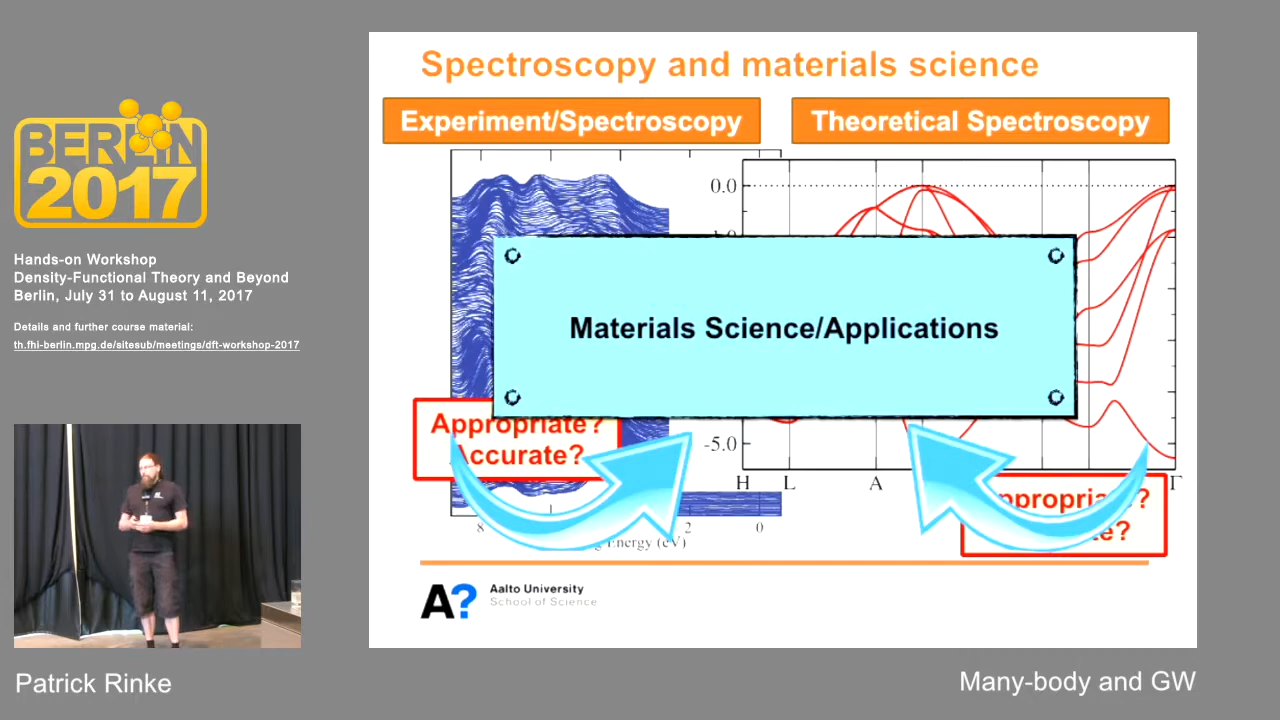 BERLIN
2017
Hands-on Workshop
Density-Functional Theory and Beyond
Berlin, July 31 to August 11, 2017
Details and further course material:
th.fhi-berlin.mpg.de/sitesub/meetings/dft-workshop-2017
Patrick Rinke
Spectroscopy and materials science
Experiment/Spectroscopy
Theoretical Spectroscopy
0.0
Materials Science/Applications
Appropriate?
Accurate?
-5.0
H L A Γ
8 2 0
Energy (eV)
A?
Aalto University
School of Science
Many-body and GW